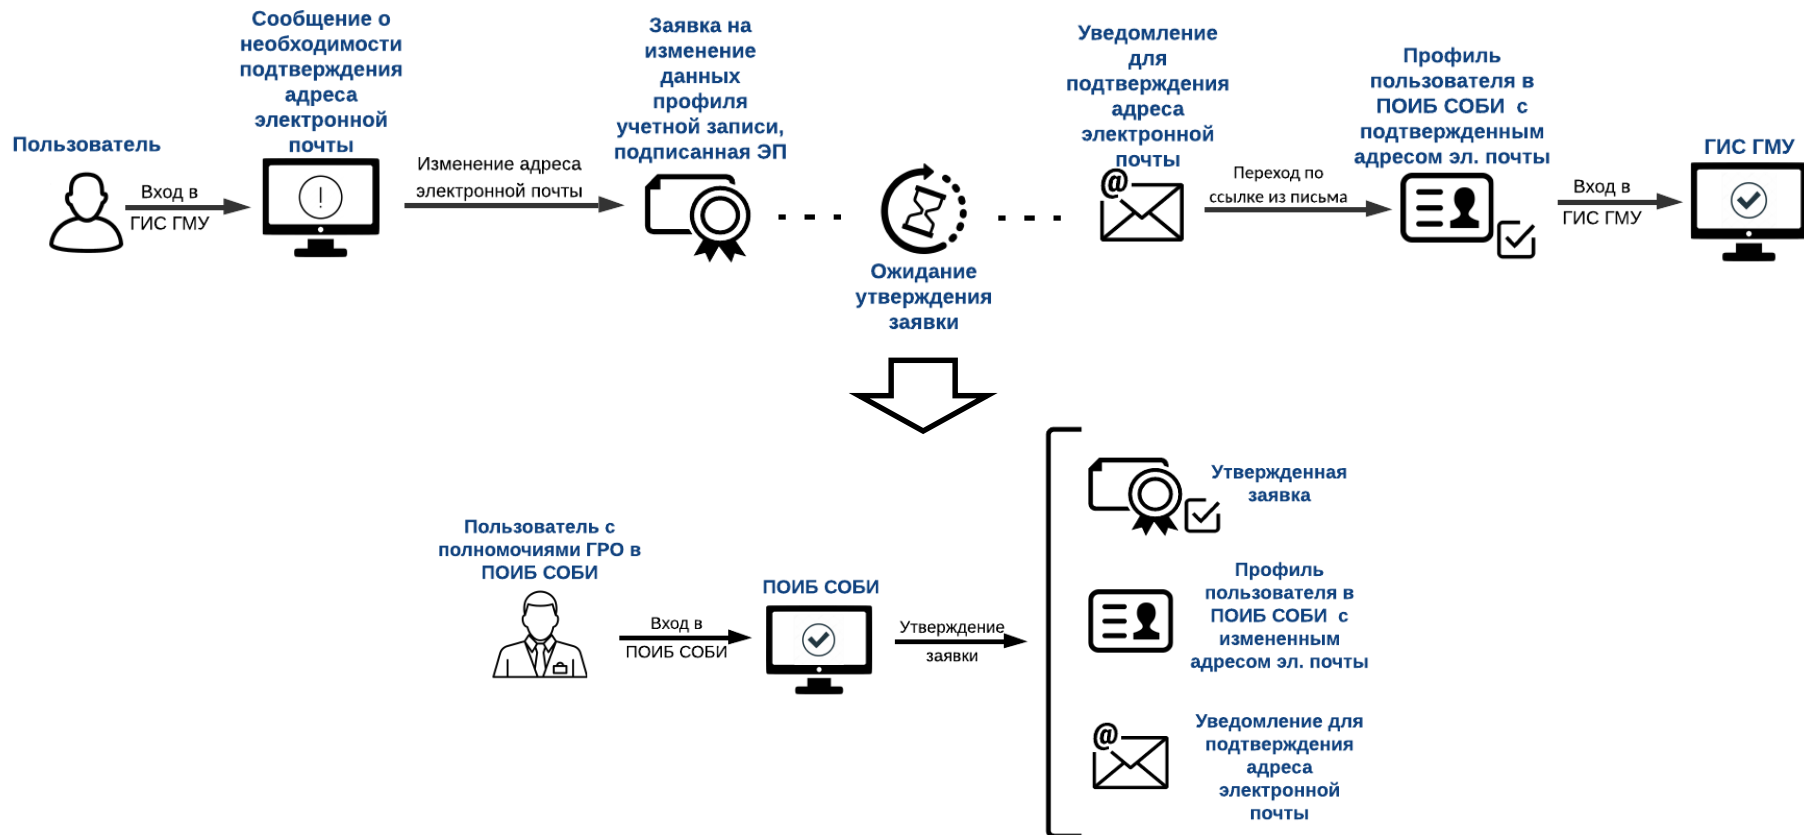 Пользователь
Вход в
ГИС ГМУ
Сообщение о
необходимости
подтверждения
адреса
электронной
почты
Изменение адреса
электронной почты
Заявка на
изменение
данных
профиля
учетной записи,
подписанная ЭП
Ожидание
утверждения
заявки
Уведомление
для
подтверждения
адреса
электронной
почты
@
Переход по
ссылке из письма
Профиль
пользователя в
ПОИБ СОБИ с
подтвержденным
адресом эл. почты
Вход в
ГИС ГМУ
ГИС ГМУ
Пользователь с
полномочиями ГРО в
ПОИБ СОБИ
Вход в
ПОИБ СОБИ
ПОИБ СОБИ
Утверждение
заявки
Утвержденная
заявка
Профиль
пользователя в
ПОИБ СОБИ с
измененным
адресом эл. почты
@
Уведомление для
подтверждения
адреса
электронной
почты